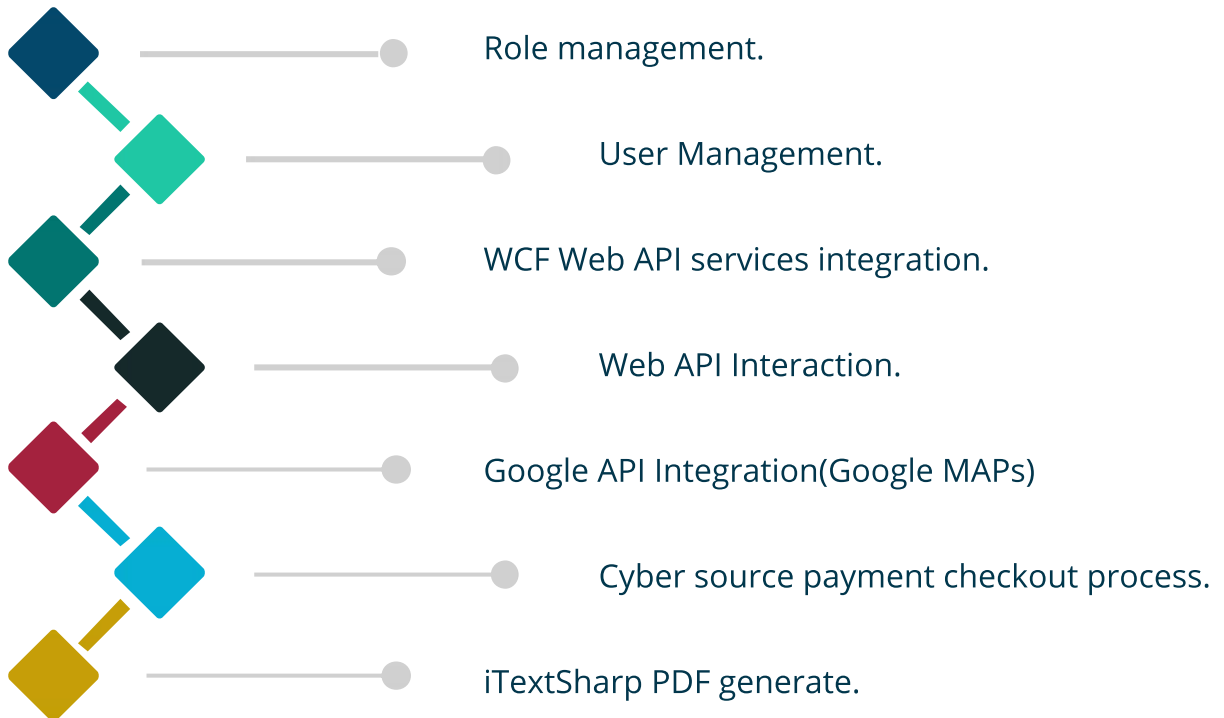 Role management.
User Management.
WCF Web API services integration.
Web API Interaction.
Google API Integration(Google MAPs)
Cyber source payment checkout process.
iTextSharp PDF generate.